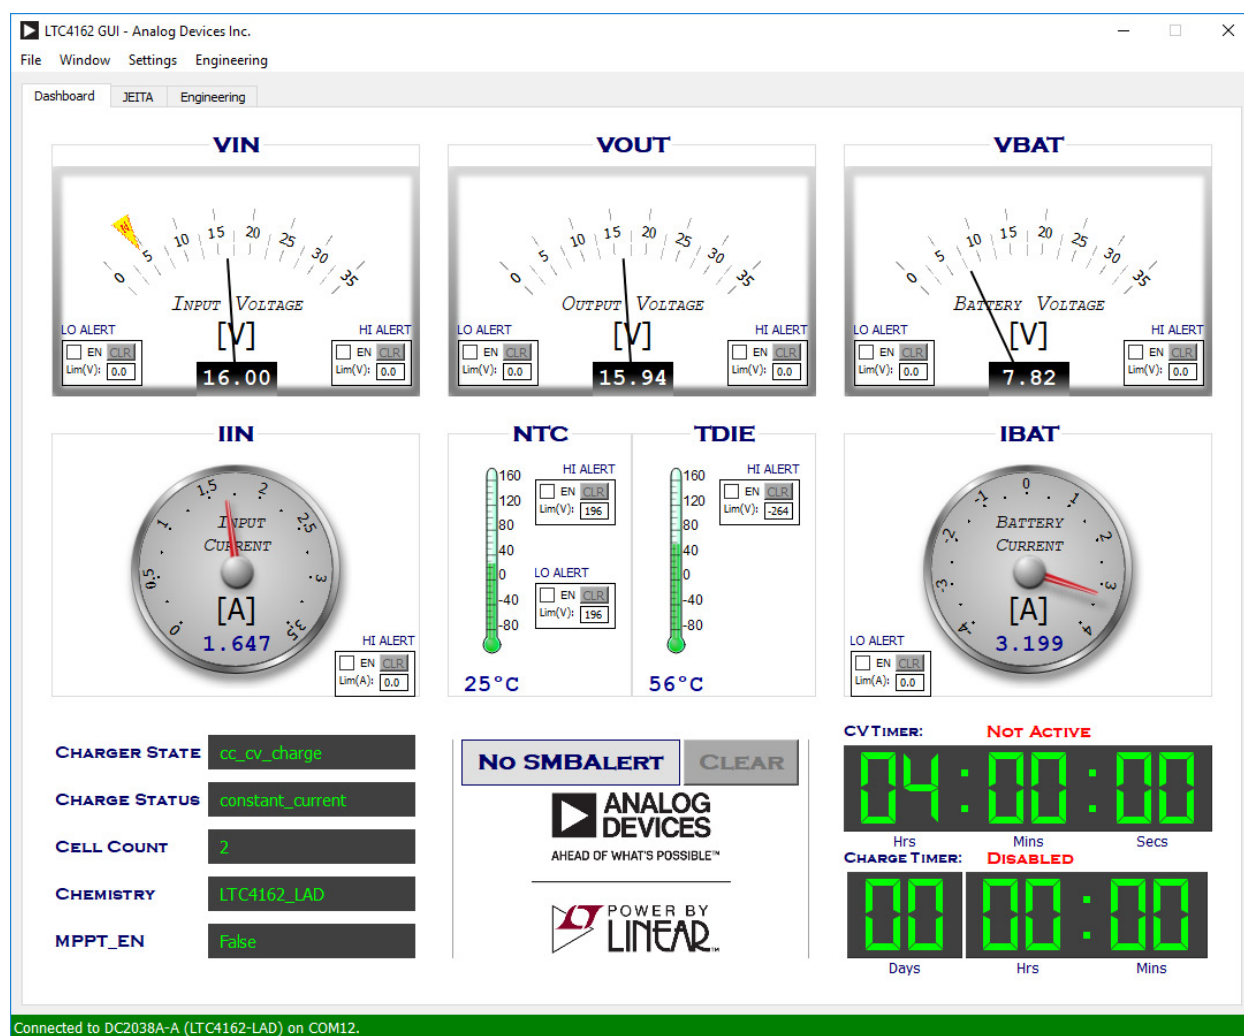 LTC4162 GUI - Analog Devices Inc.
File Window Settings Engineering
Dashboard JEITA Engineering
VIN
0 5 10 15 20 25 30 35
N
INPUT VOLTAGE
[V]
LO ALERT
EN CLR
Lim(V): 0.0
16.00
HI ALERT
EN CLR
Lim(V): 0.0
VOUT
0 5 10 15 20 25 30 35
OUTPUT VOLTAGE
[V]
LO ALERT
EN CLR
Lim(V): 0.0
15.94
HI ALERT
EN CLR
Lim(V): 0.0
VBAT
0 5 10 15 20 25 30 35
BATTERY VOLTAGE
[V]
LO ALERT
EN CLR
Lim(V): 0.0
7.82
HI ALERT
EN CLR
Lim(V): 0.0
IIN
0 0.5 1 1.5 2 2.5 3 3.5
INPUT
CURRENT
[A]
1.647
HI ALERT
EN CLR
Lim(A): 0.0
NTC
160
120
80
40
0
-40
-80
HI ALERT
EN CLR
Lim(V): 196
LO ALERT
EN CLR
Lim(V): 196
25°C
TDIE
160
120
80
40
0
-40
-80
HI ALERT
EN CLR
Lim(V): -264
56°C
IBAT
-4 -3 -2 -1 0 1 2 3 4
BATTERY
CURRENT
[A]
3.199
LO ALERT
EN CLR
Lim(A): 0.0
CHARGER STATE cc_cv_charge
CHARGE STATUS constant_current
CELL COUNT 2
CHEMISTRY LTC4162_LAD
MPPT_EN False
NO SMBALERT CLEAR
ANALOG
DEVICES
AHEAD OF WHAT'S POSSIBLE™
POWER BY
LINEAR™
CVTIMER: NOT ACTIVE
04:00:00
Hrs Mins Secs
CHARGE TIMER: DISABLED
00 00:00
Days Hrs Mins
Connected to DC2038A-A (LTC4162-LAD) on COM12.